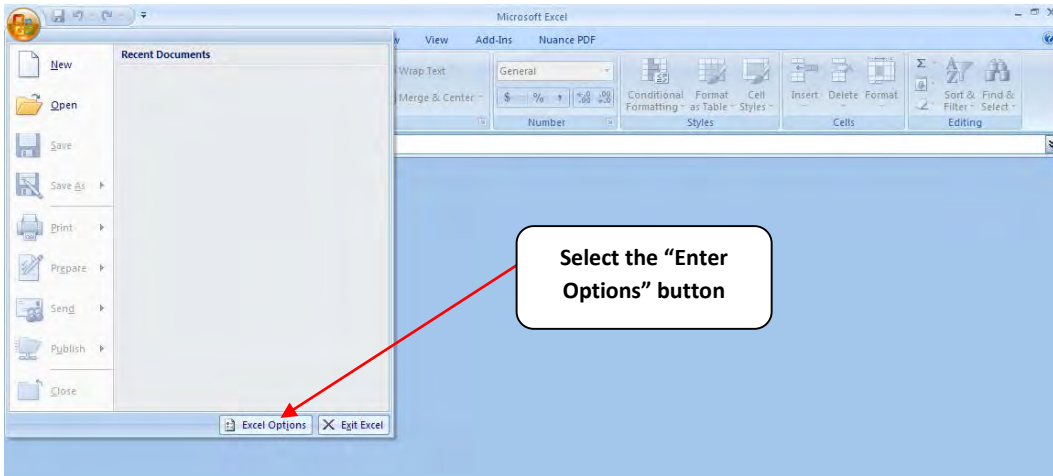 Microsoft Excel
w View Add-Ins Nuance PDF
New
Open
Save
Save As
Print
Prepare
Send
Publish
Close
Recent Documents
Excel Options
Exit Excel
Wrap Text
Merge & Center
General
$ % ,
Number
Conditional Formatting
Format as Table
Cell Styles
Styles
Insert Delete Format
Cells
Σ
Sort & Filter
Find & Select
Editing
Select the “Enter
Options” button